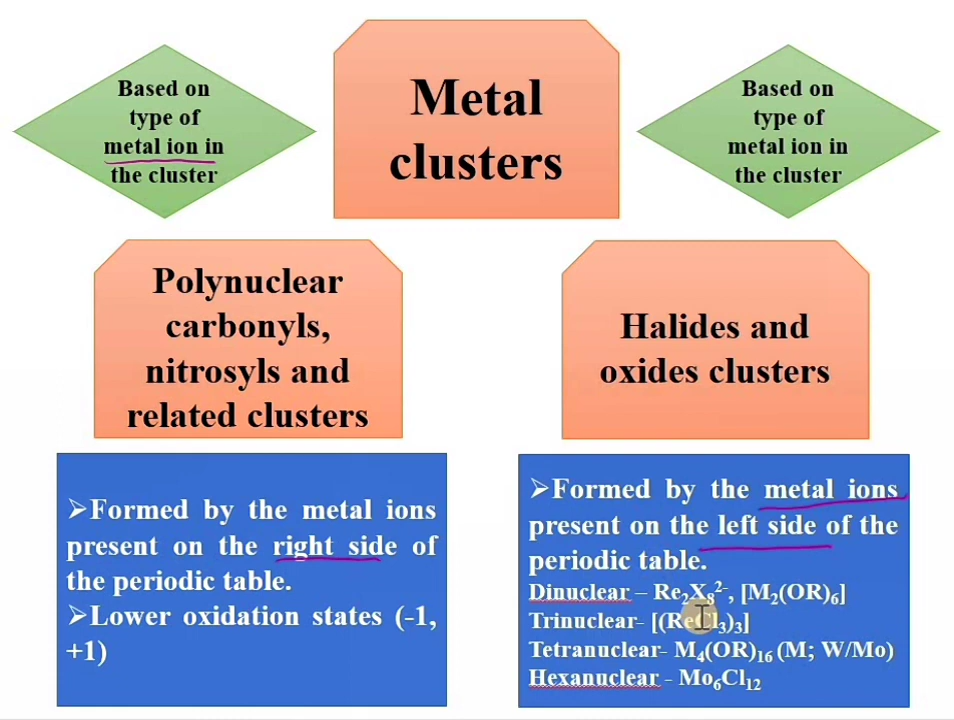 Based on
type of
metal ion in
the cluster
Metal
clusters
Based on
type of
metal ion in
the cluster
Polynuclear
carbonyls,
nitrosyls and
related clusters
Halides and
oxides clusters
➢Formed by the metal ions
present on the right side of
the periodic table.
➢Lower oxidation states (-1,
+1)
➢Formed by the metal ions
present on the left side of the
periodic table.
Dinuclear – Re₂X₈²⁻, [M₂(OR)₆]
Trinuclear- [(ReCl₃)₃]
Tetranuclear- M₄(OR)₁₆ (M; W/Mo)
Hexanuclear - Mo₆Cl₁₂